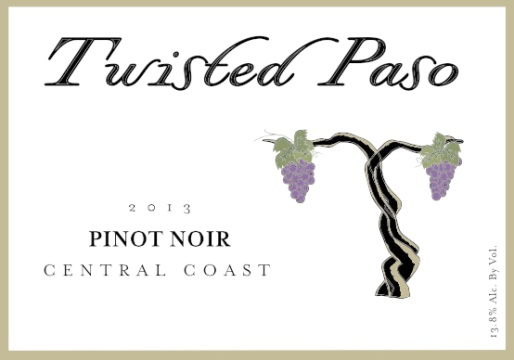 Twisted Paso
2013
PINOT NOIR
CENTRAL COAST
13.8% Alc. By Vol.